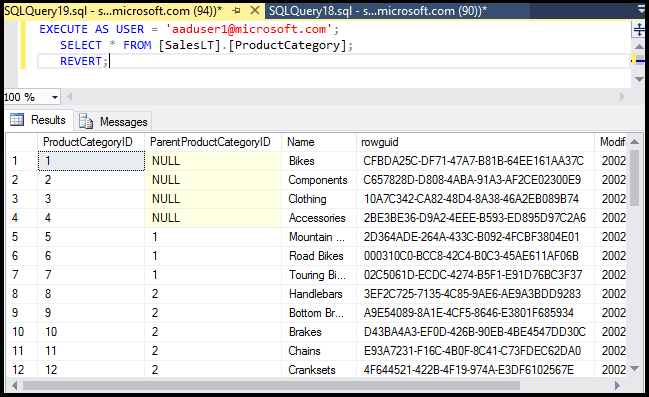 SQLQuery19.sql - s...microsoft.com (94))* SQLQuery18.sql - s...microsoft.com (90))*
EXECUTE AS USER = 'aaduser1@microsoft.com';
SELECT * FROM [SalesLT].[ProductCategory];
REVERT;
100 %
Results Messages
ProductCategoryID ParentProductCategoryID Name rowguid Modif
1 1 NULL Bikes CFBDA25C-DF71-47A7-B81B-64EE161AA37C 2002
2 2 NULL Components C657828D-D808-4ABA-91A3-AF2CE02300E9 2002
3 3 NULL Clothing 10A7C342-CA82-48D4-8A38-46A2EB089B74 2002
4 4 NULL Accessories 2BE3BE36-D9A2-4EEE-B593-ED895D97C2A6 2002
5 5 1 Mountain ... 2D364ADE-264A-433C-B092-4FCBF3804E01 2002
6 6 1 Road Bikes 000310C0-BCC8-42C4-B0C3-45AE611AF06B 2002
7 7 1 Touring Bi... 02C5061D-ECDC-4274-B5F1-E91D76BC3F37 2002
8 8 2 Handlebars 3EF2C725-7135-4C85-9AE6-AE9A3BDD9283 2002
9 9 2 Bottom Br... A9E54089-8A1E-4CF5-8646-E3801F685934 2002
10 10 2 Brakes D43BA4A3-EF0D-426B-90EB-4BE4547DD30C 2002
11 11 2 Chains E93A7231-F16C-4B0F-8C41-C73FDEC62DA0 2002
12 12 2 Cranksets 4F644521-422B-4F19-974A-E3DF6102567E 2002